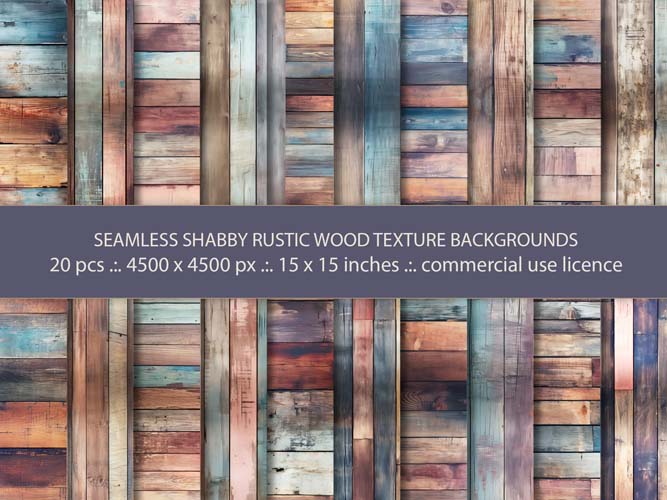 SEAMLESS SHABBY RUSTIC WOOD TEXTURE BACKGROUNDS
20 pcs .:. 4500 x 4500 px .:. 15 x 15 inches .:. commercial use licence